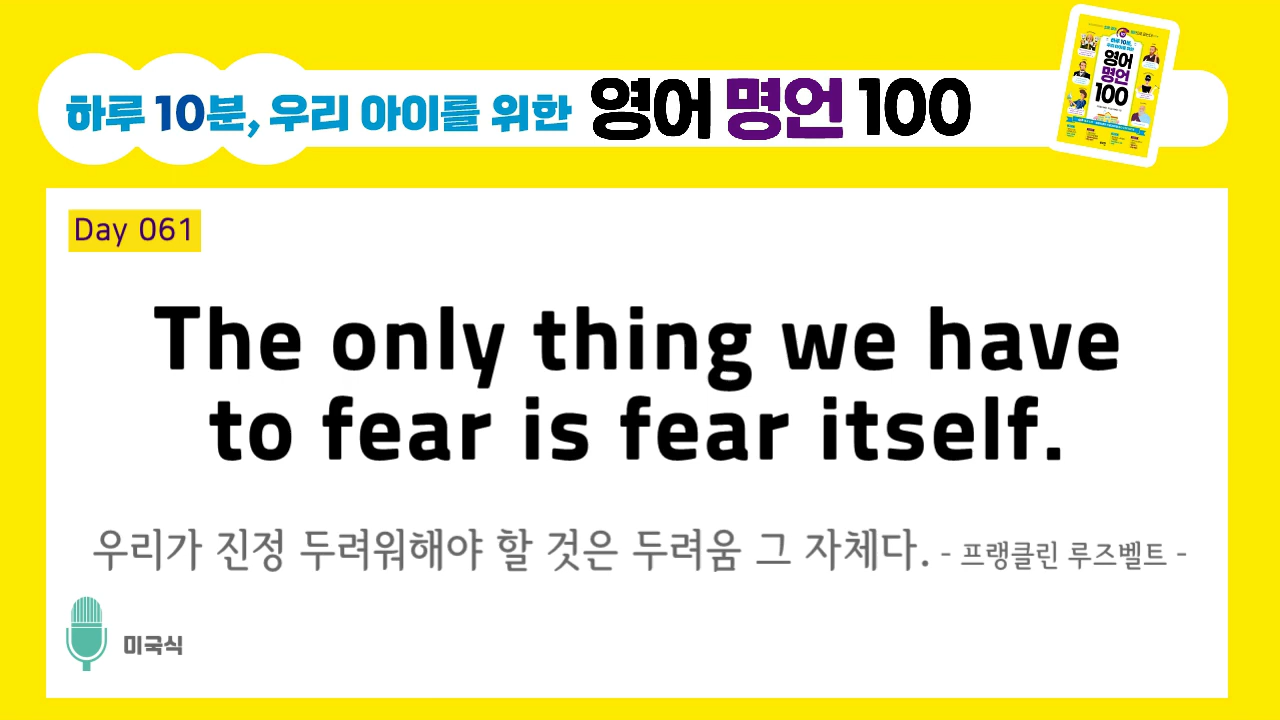 하루 10분, 우리 아이를 위한 영어 명언 100
영어
명언
100
Day 061
The only thing we have
to fear is fear itself.
우리가 진정 두려워해야 할 것은 두려움 그 자체다. - 프랭클린 루즈벨트 -
미국식